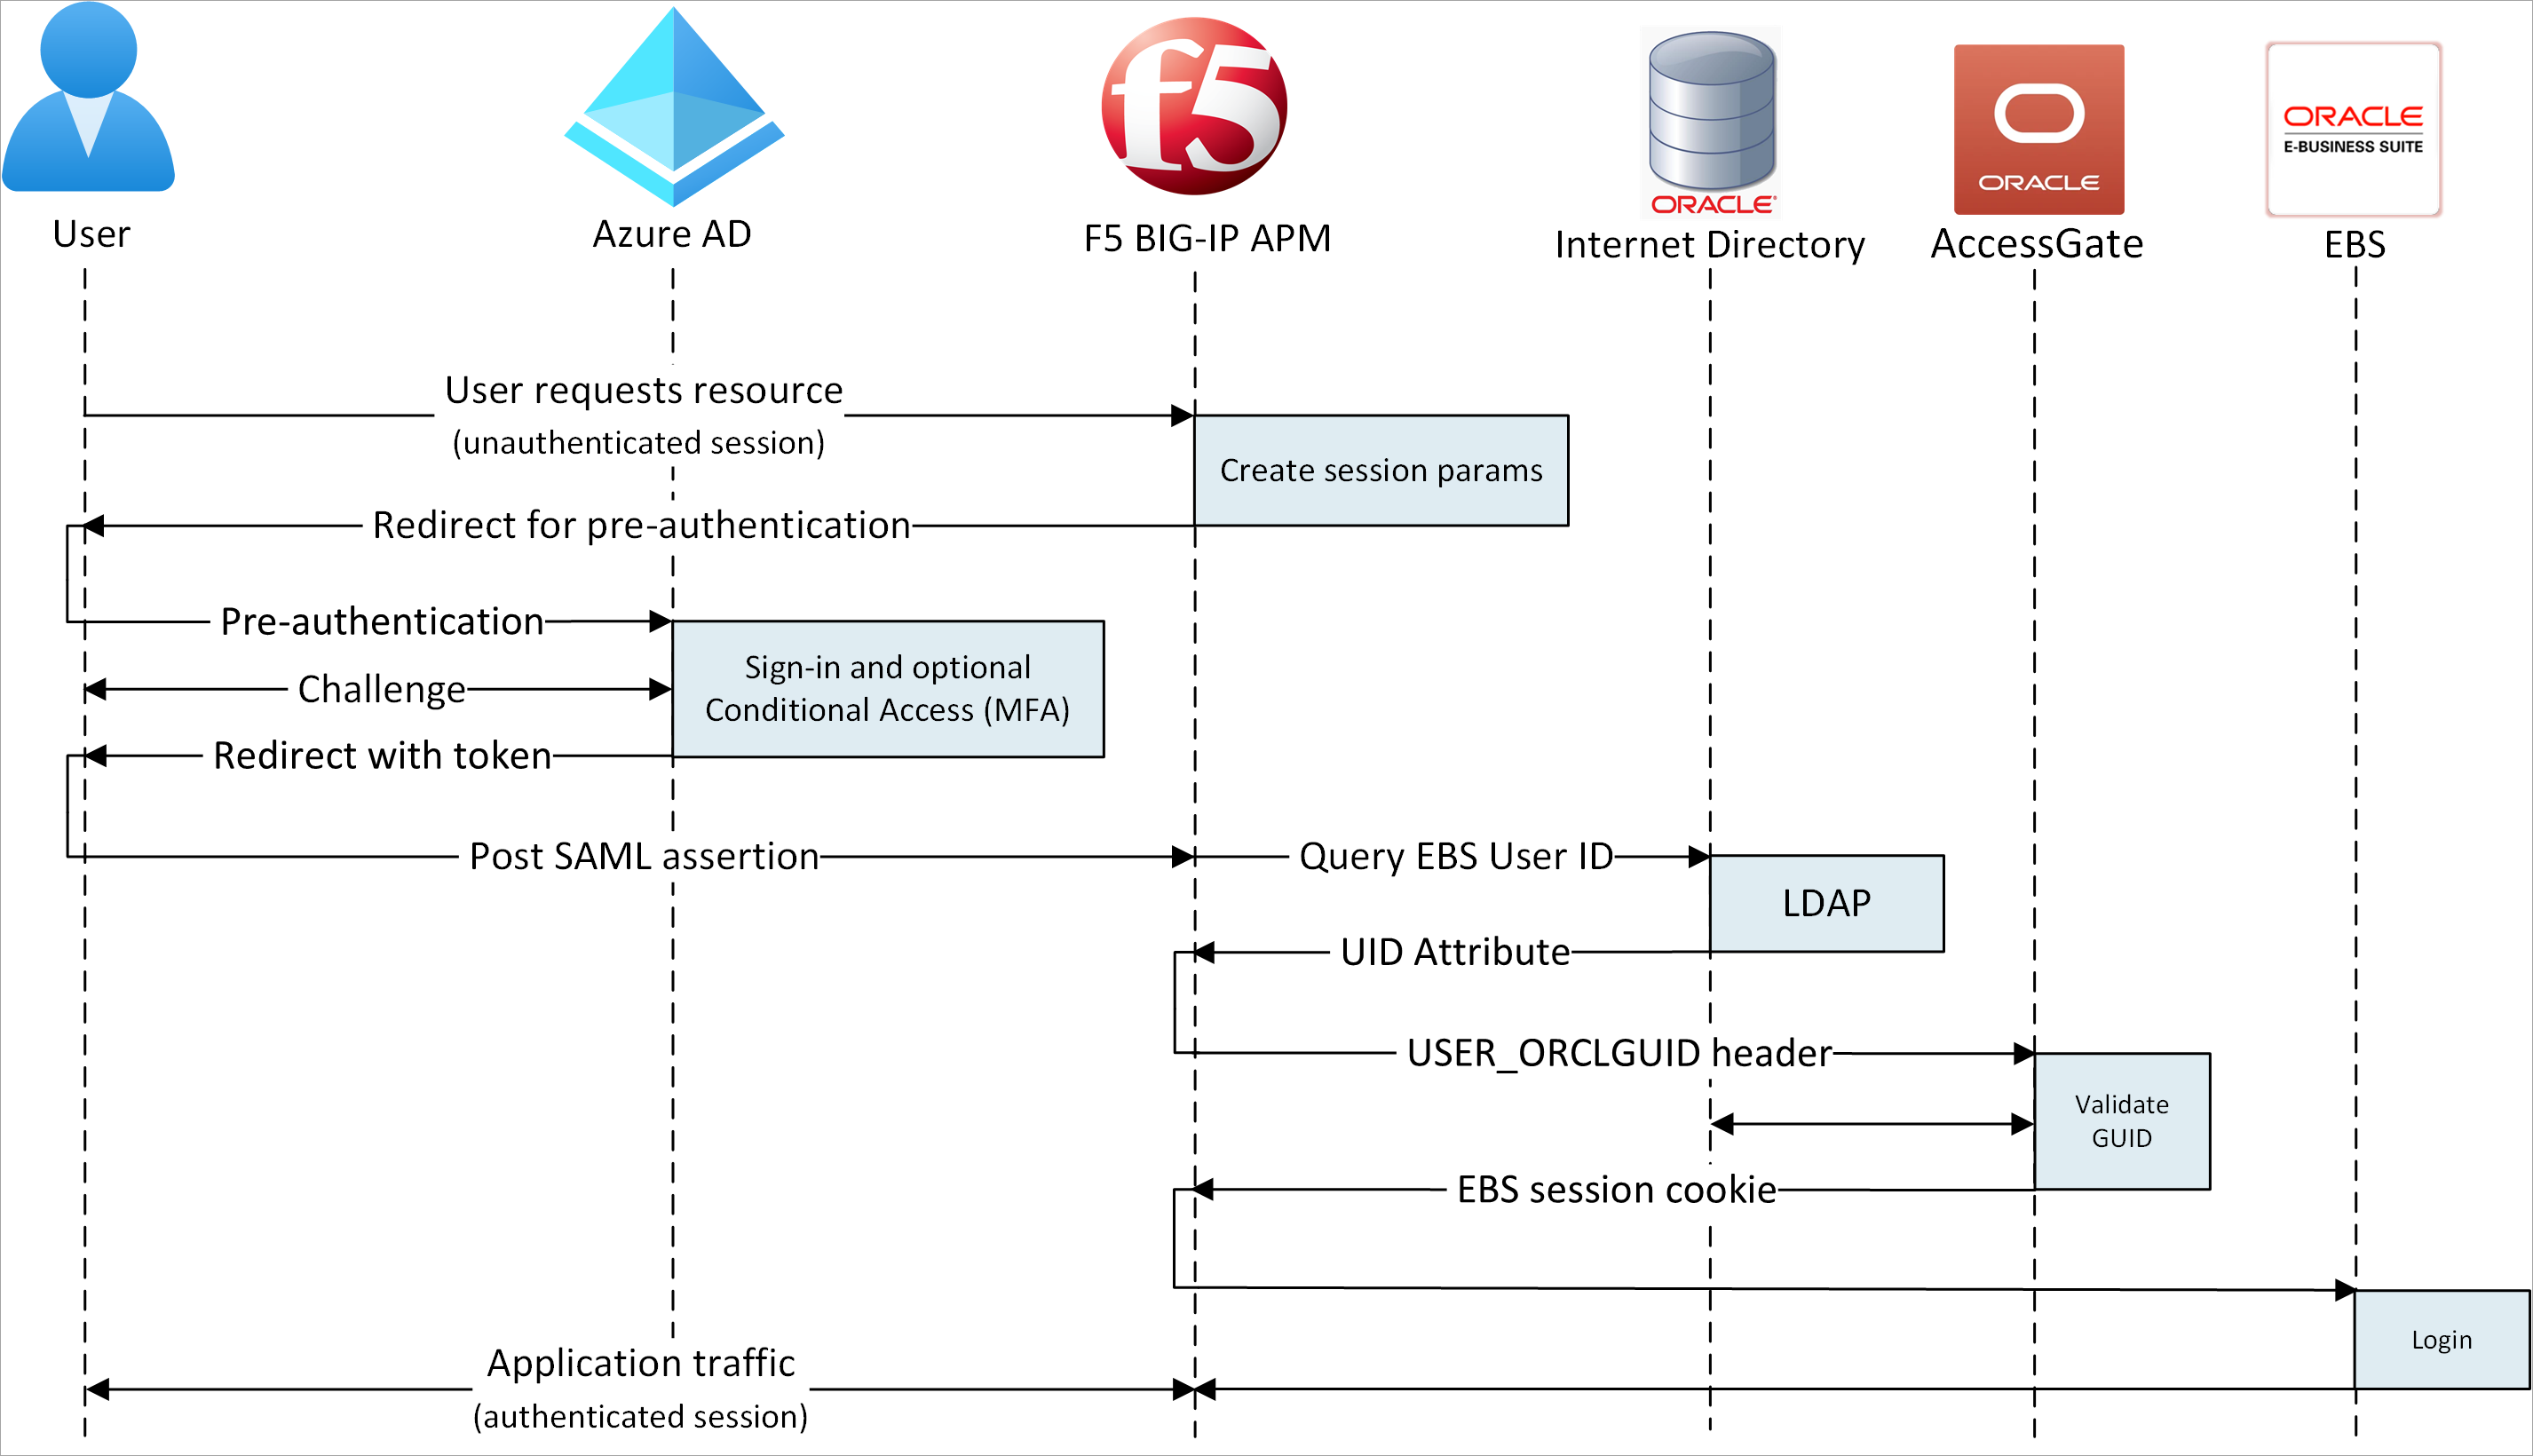 f5
ORACLE
ORACLE
ORACLE
E-BUSINESS SUITE
User
Azure AD
F5 BIG-IP APM
Internet Directory
AccessGate
EBS
User requests resource
(unauthenticated session)
Create session params
Redirect for pre-authentication
Pre-authentication
Sign-in and optional
Conditional Access (MFA)
Challenge
Redirect with token
Post SAML assertion
Query EBS User ID
LDAP
UID Attribute
USER_ORCLGUID header
Validate
GUID
EBS session cookie
Login
Application traffic
(authenticated session)